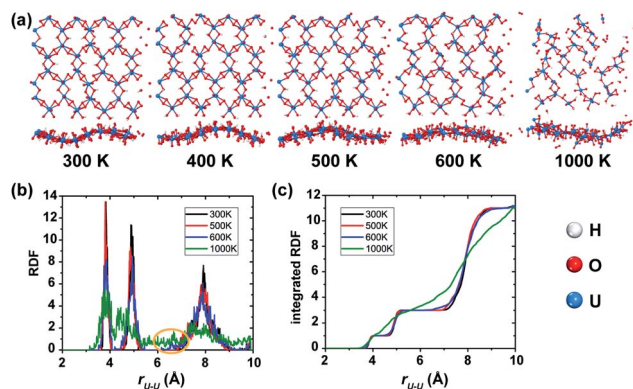 (a)
300 K 400 K 500 K 600 K 1000 K
(b)
14
12
10
8
6
4
2
0
RDF
300K
500K
600K
1000K
2 4 6 8 10
r_{U-U} (Å)
(c)
12
10
8
6
4
2
0
integrated RDF
300K
500K
600K
1000K
2 4 6 8 10
r_{U-U} (Å)
H
O
U